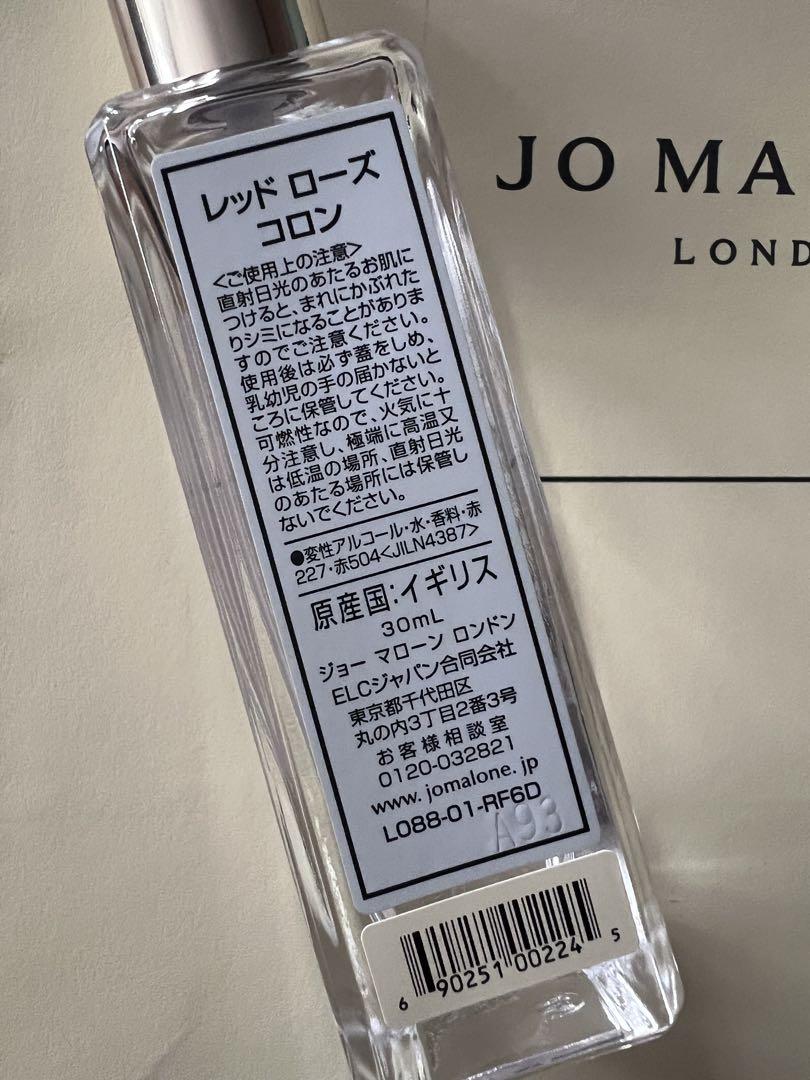 JO MA
LOND
レッド ローズ
コロン
<ご使用上の注意>
直射日光のあたるお肌に
つけると、まれにかぶれた
りシミになることがありま
すのでご注意ください。
使用後は必ず蓋をしめ、
乳幼児の手の届かないと
ころに保管してください。
可燃性なので、火気に十
分注意し、極端に高温又
は低温の場所、直射日光
のあたる場所には保管し
ないでください。
●変性アルコール・水・香料・赤
227・赤504<JILN4387>
原産国:イギリス
30mL
ジョー マローン ロンドン
ELCジャパン合同会社
東京都千代田区
丸の内3丁目2番3号
お客様相談室
0120-032821
www. jomalone. jp
L088-01-RF6D
A93
6 90251 00224 5